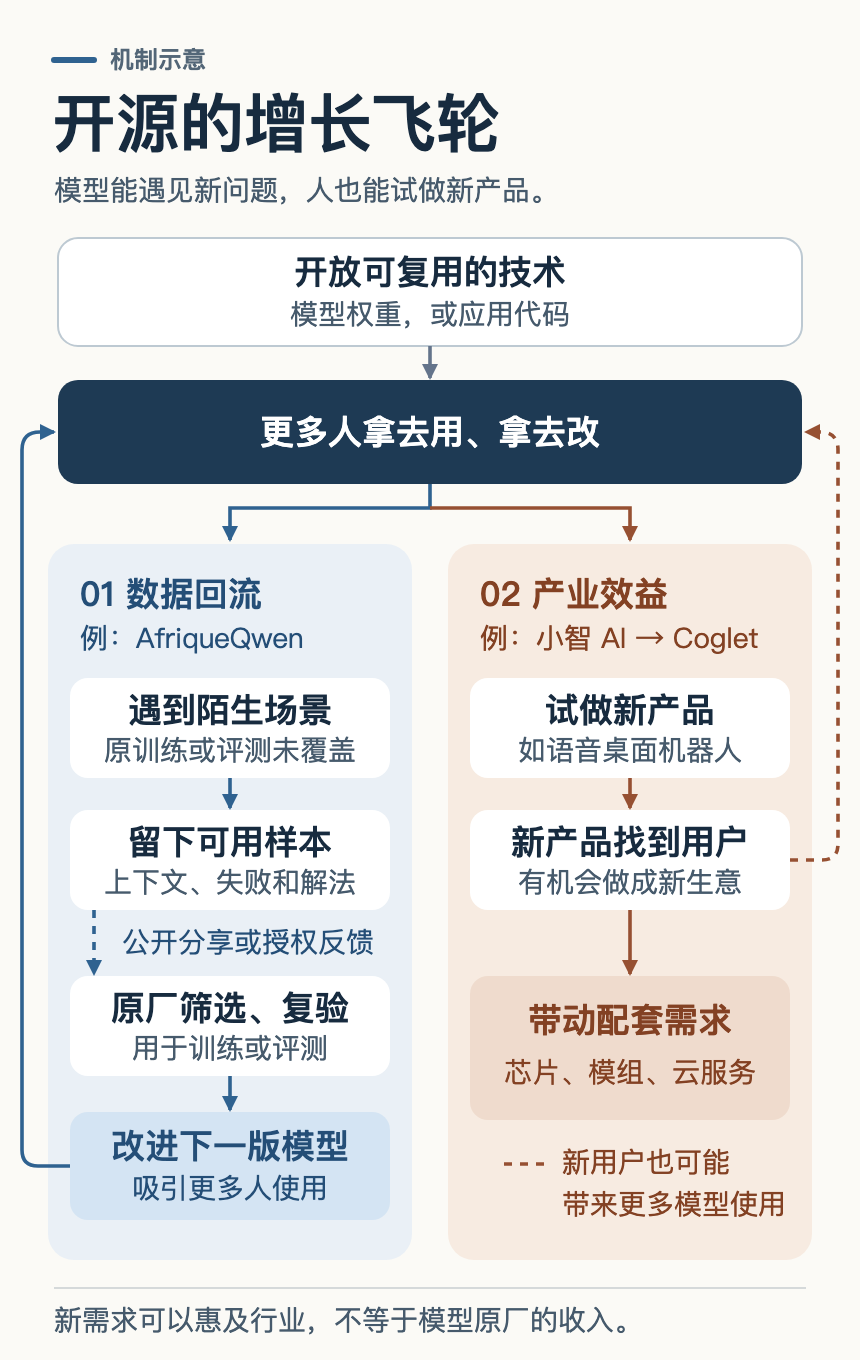 机制示意
开源的增长飞轮
模型能遇见新问题，人也能试做新产品。
开放可复用的技术
模型权重，或应用代码
更多人拿去用、拿去改
01 数据回流
例：AfriqueQwen
遇到陌生场景
原训练或评测未覆盖
留下可用样本
上下文、失败和解法
公开分享或授权反馈
原厂筛选、复验
用于训练或评测
改进下一版模型
吸引更多人使用
02 产业效益
例：小智 AI → Coglet
试做新产品
如语音桌面机器人
新产品找到用户
有机会做成新生意
带动配套需求
芯片、模组、云服务
新用户也可能
带来更多模型使用
新需求可以惠及行业，不等于模型原厂的收入。